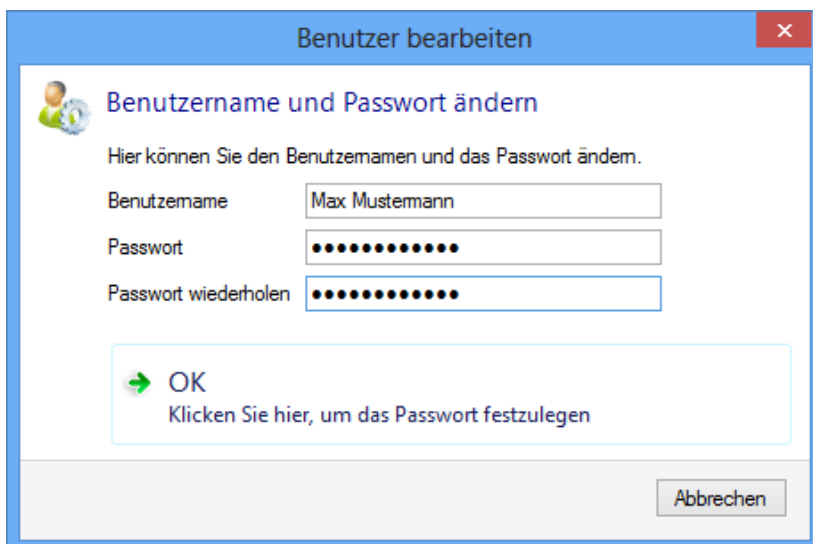 Benutzer bearbeiten
Benutzername und Passwort ändern
Hier können Sie den Benutzernamen und das Passwort ändern.
Benutzername Max Mustermann
Passwort ●●●●●●●●●●●●
Passwort wiederholen ●●●●●●●●●●●●
OK
Klicken Sie hier, um das Passwort festzulegen
Abbrechen